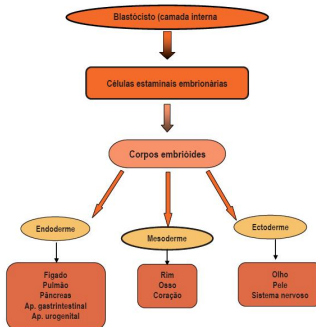 Blastócisto (camada interna
Células estaminais embrionárias
Corpos embrióides
Endoderme
Mesoderme
Ectoderme
Fígado
Pulmão
Pâncreas
Ap. gastrintestinal
Ap. urogenital
Rim
Osso
Coração
Olho
Pele
Sistema nervoso